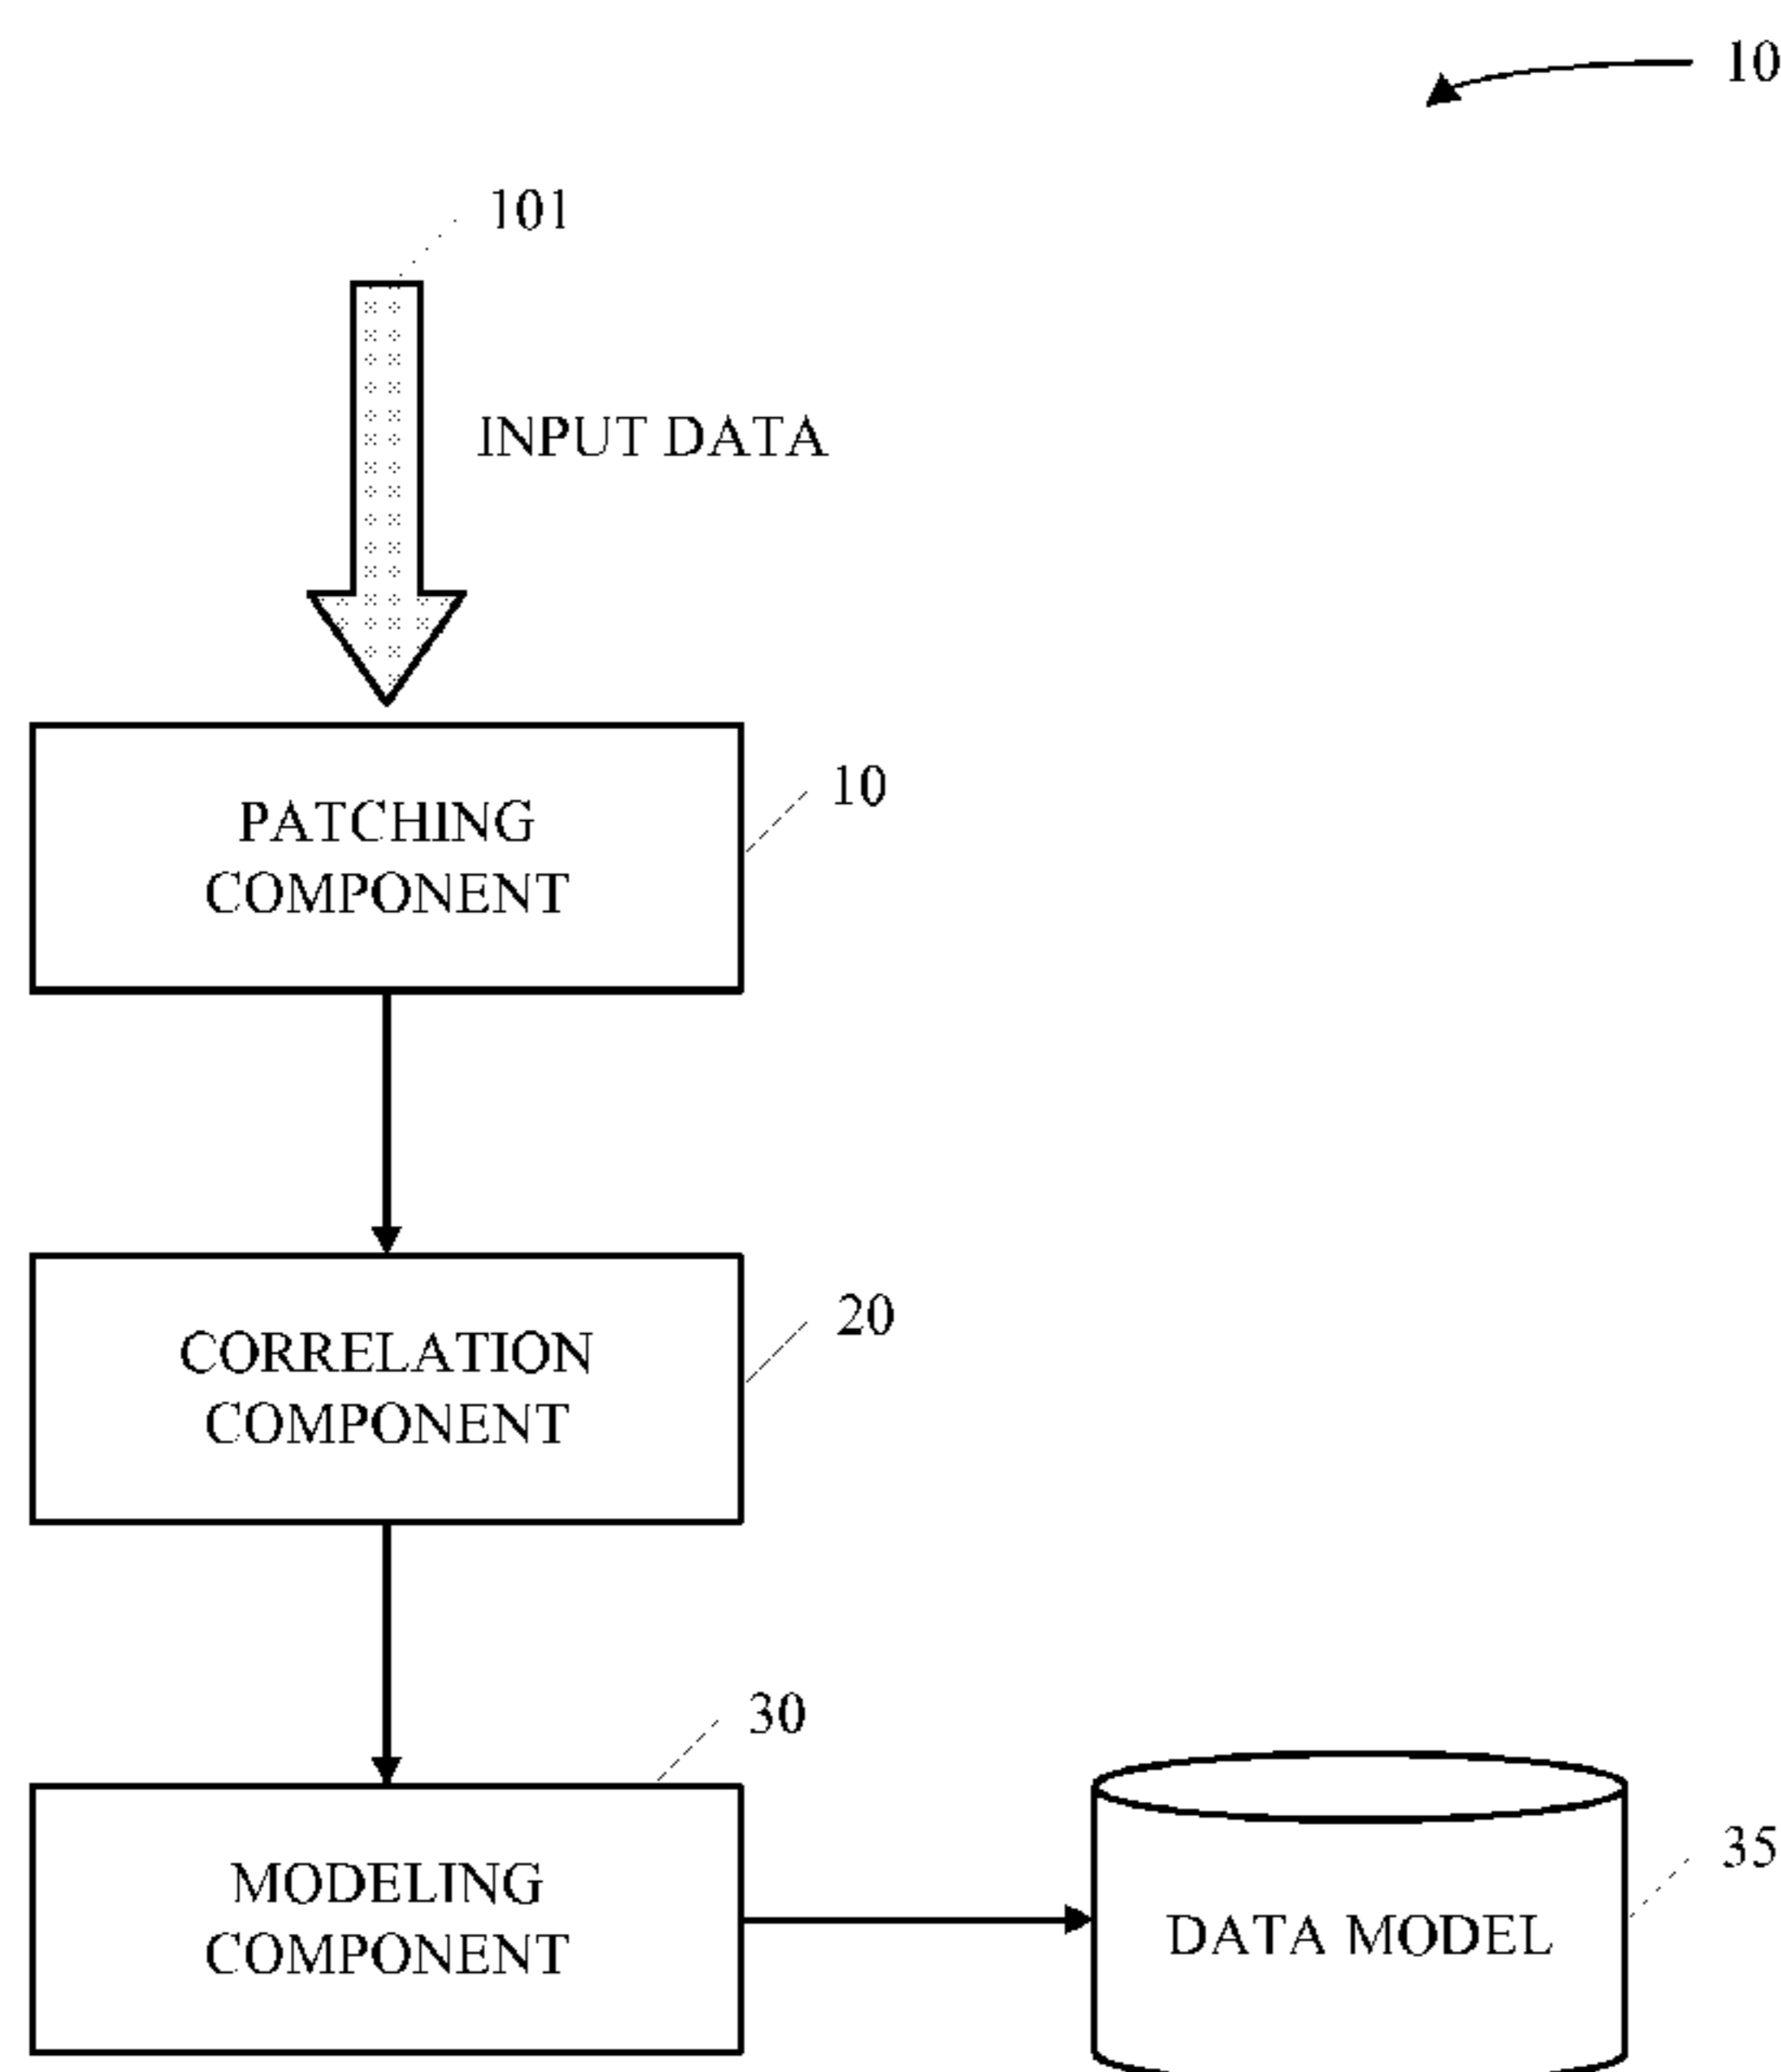 10
101
INPUT DATA
10
PATCHING
COMPONENT
20
CORRELATION
COMPONENT
30
MODELING
COMPONENT
35
DATA MODEL